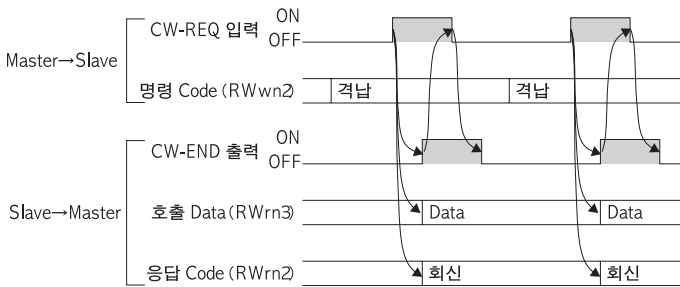 CW-REQ 입력 ON
OFF
Master→Slave
명령 Code (RWwn2) 격납 격납
CW-END 출력 ON
OFF
Slave→Master 호출 Data (RWrn3) Data Data
응답 Code (RWrn2) 회신 회신